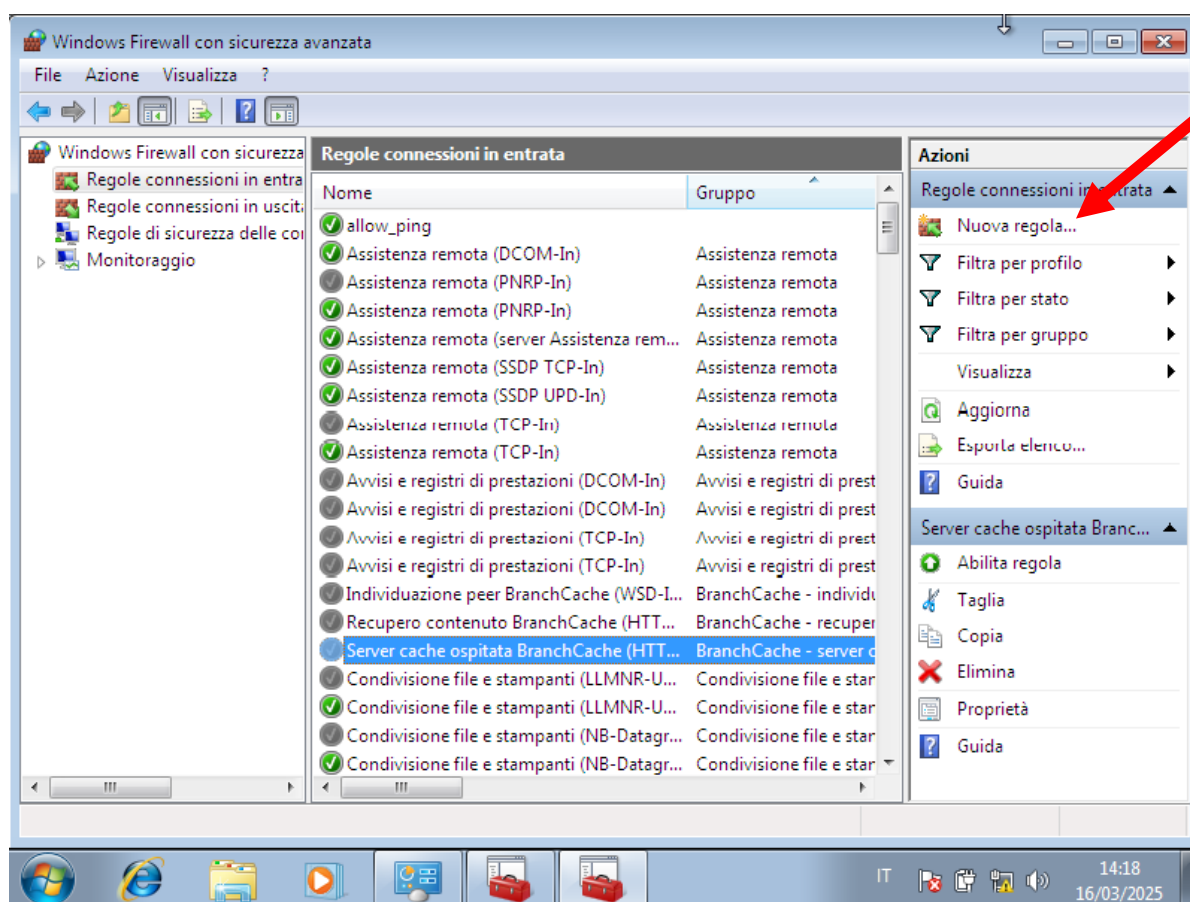 Windows Firewall con sicurezza avanzata
File Azione Visualizza ?
Windows Firewall con sicurezza
Regole connessioni in entra
Regole connessioni in uscit
Regole di sicurezza delle co
Monitoraggio
Regole connessioni in entrata
Nome Gruppo
allow_ping
Assistenza remota (DCOM-In) Assistenza remota
Assistenza remota (PNRP-In) Assistenza remota
Assistenza remota (PNRP-In) Assistenza remota
Assistenza remota (server Assistenza rem... Assistenza remota
Assistenza remota (SSDP TCP-In) Assistenza remota
Assistenza remota (SSDP UPD-In) Assistenza remota
Assistenza remota (TCP-In) Assistenza remota
Assistenza remota (TCP-In) Assistenza remota
Avvisi e registri di prestazioni (DCOM-In) Avvisi e registri di prest
Avvisi e registri di prestazioni (DCOM-In) Avvisi e registri di prest
Avvisi e registri di prestazioni (TCP-In) Avvisi e registri di prest
Avvisi e registri di prestazioni (TCP-In) Avvisi e registri di prest
Individuazione peer BranchCache (WSD-I... BranchCache - individu
Recupero contenuto BranchCache (HTT... BranchCache - recuper
Server cache ospitata BranchCache (HTT... BranchCache - server c
Condivisione file e stampanti (LLMNR-U... Condivisione file e star
Condivisione file e stampanti (LLMNR-U... Condivisione file e star
Condivisione file e stampanti (NB-Datagr... Condivisione file e star
Condivisione file e stampanti (NB-Datagr... Condivisione file e star
Azioni
Regole connessioni in entrata
Nuova regola...
Filtra per profilo
Filtra per stato
Filtra per gruppo
Visualizza
Aggiorna
Esporta elenco...
Guida
Server cache ospitata Branc...
Abilita regola
Taglia
Copia
Elimina
Proprietà
Guida
IT
14:18
16/03/2025